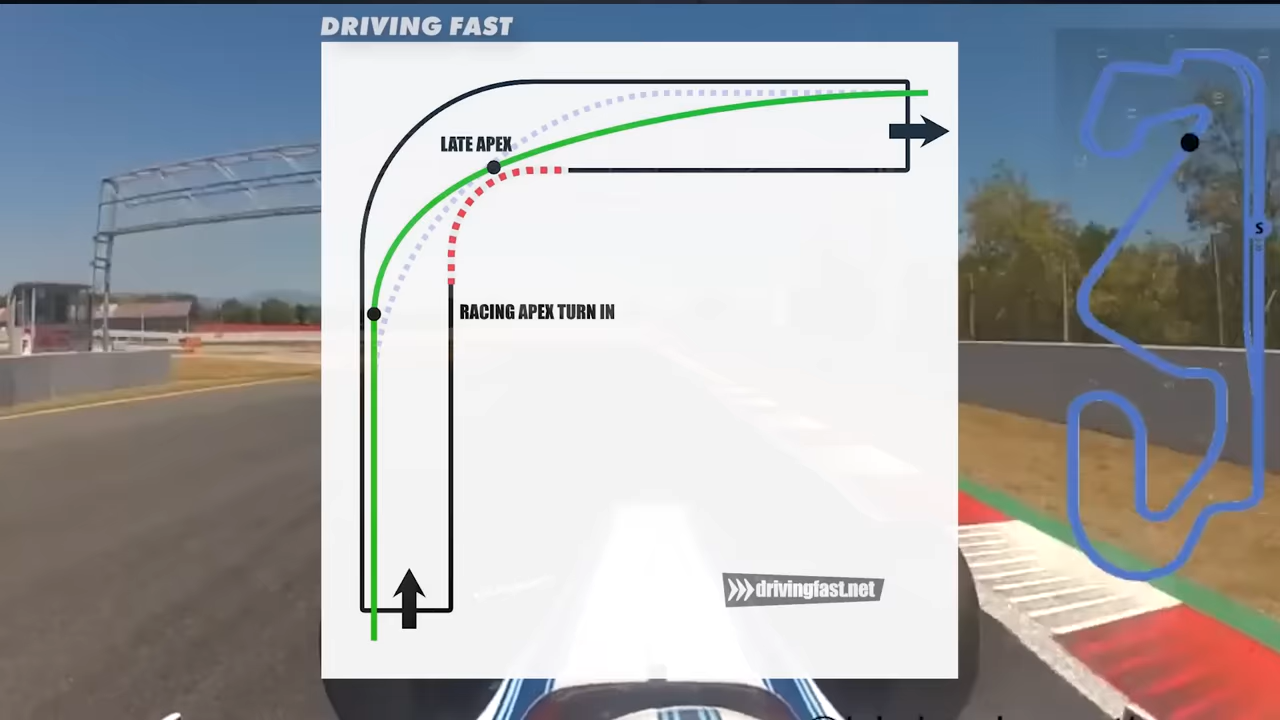 DRIVING FAST
LATE APEX
RACING APEX TURN IN
drivingfast.net
S